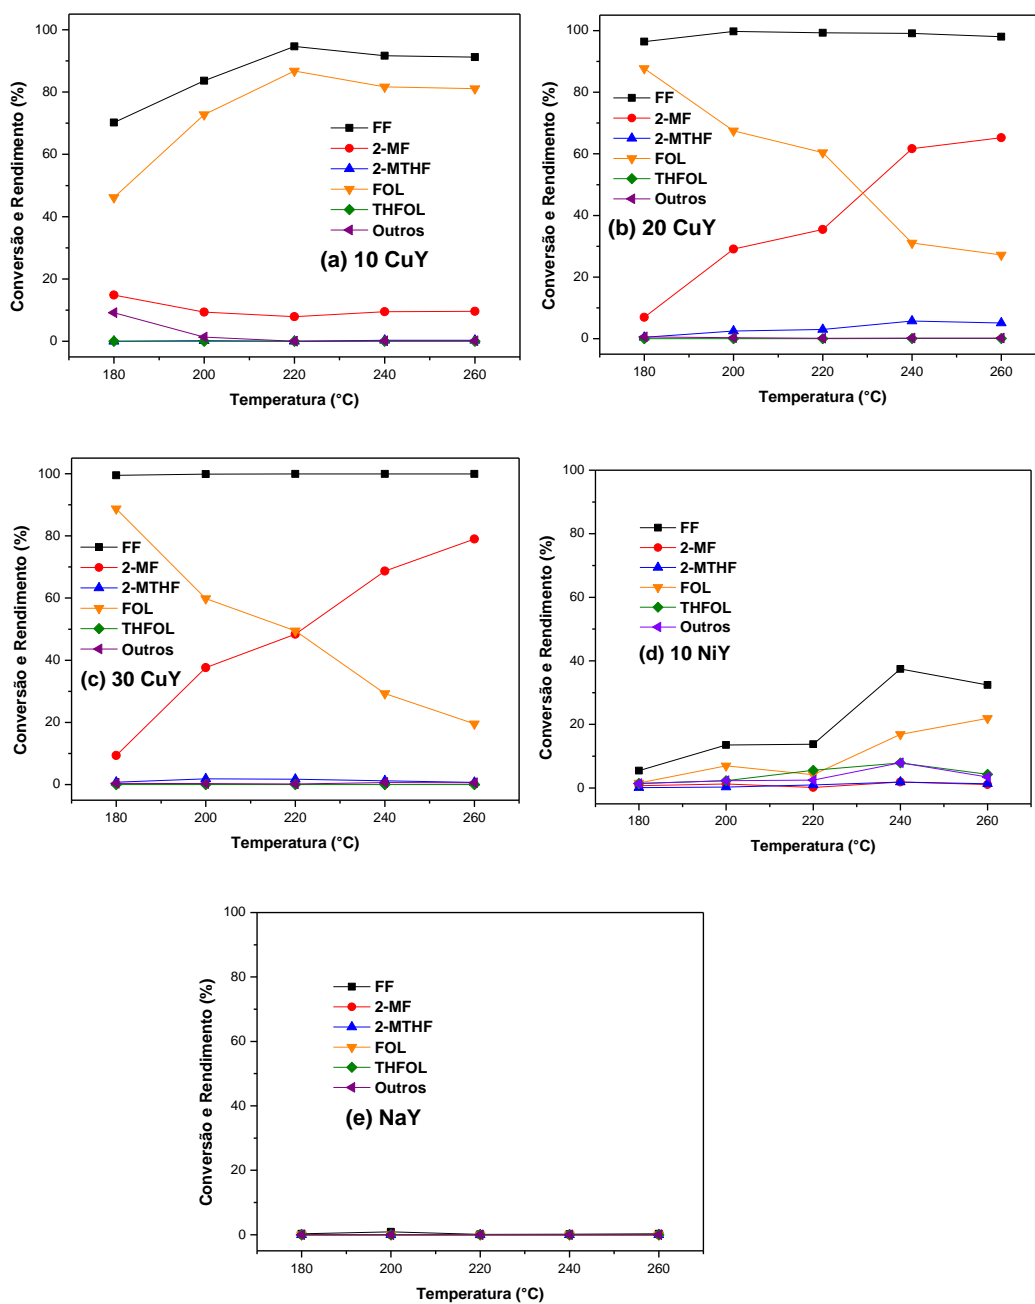 100
80
60
40
20
0
Conversão e Rendimento (%)
FF
2-MF
2-MTHF
FOL
THFOL
Outros
(a) 10 CuY
180 200 220 240 260
Temperatura (°C)
100
80
60
40
20
0
Conversão e Rendimento (%)
FF
2-MF
2-MTHF
FOL
THFOL
Outros
(b) 20 CuY
180 200 220 240 260
Temperatura (°C)
100
80
60
40
20
0
Conversão e Rendimento (%)
FF
2-MF
2-MTHF
FOL
THFOL
Outros
(c) 30 CuY
180 200 220 240 260
Temperatura (°C)
100
80
60
40
20
0
Conversão e Rendimento (%)
FF
2-MF
2-MTHF
FOL
THFOL
Outros
(d) 10 NiY
180 200 220 240 260
Temperatura (°C)
100
80
60
40
20
0
Conversão e Rendimento (%)
FF
2-MF
2-MTHF
FOL
THFOL
Outros
(e) NaY
180 200 220 240 260
Temperatura (°C)